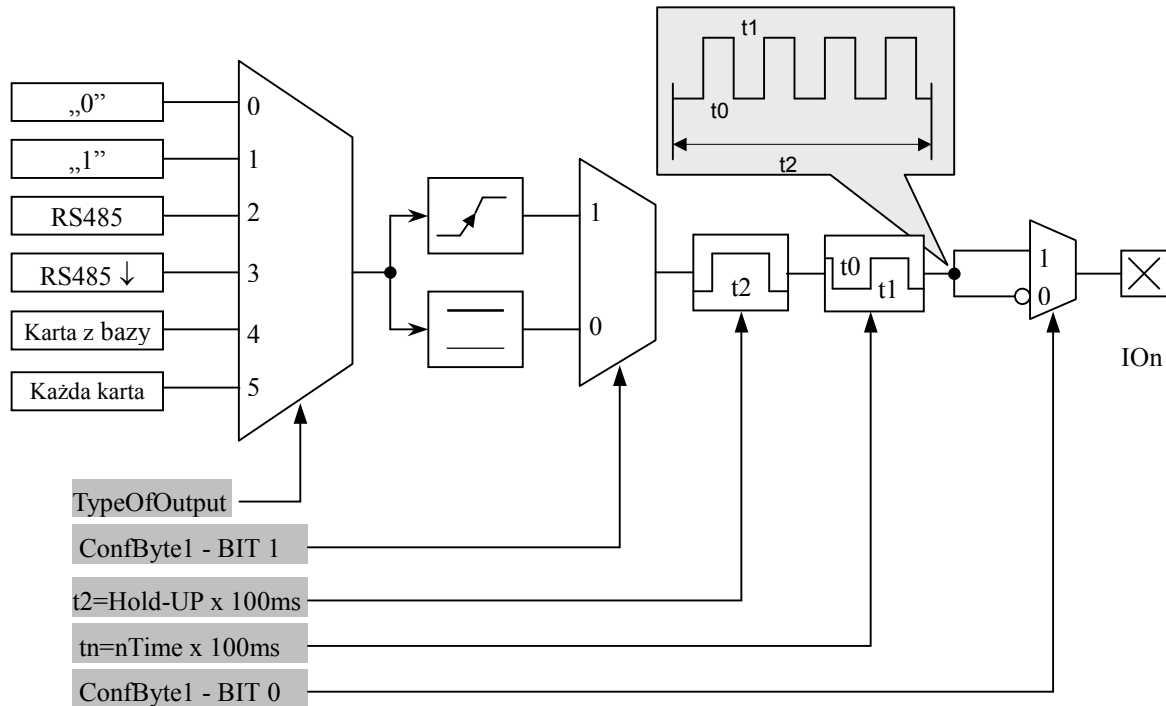 t1
t0
t2
„0”
„1”
RS485
RS485 ↓
Karta z bazy
Każda karta
0
1
2
3
4
5
1
0
t2
t0
t1
1
0
IOn
TypeOfOutput
ConfByte1 - BIT 1
t2=Hold-UP x 100ms
tn=nTime x 100ms
ConfByte1 - BIT 0